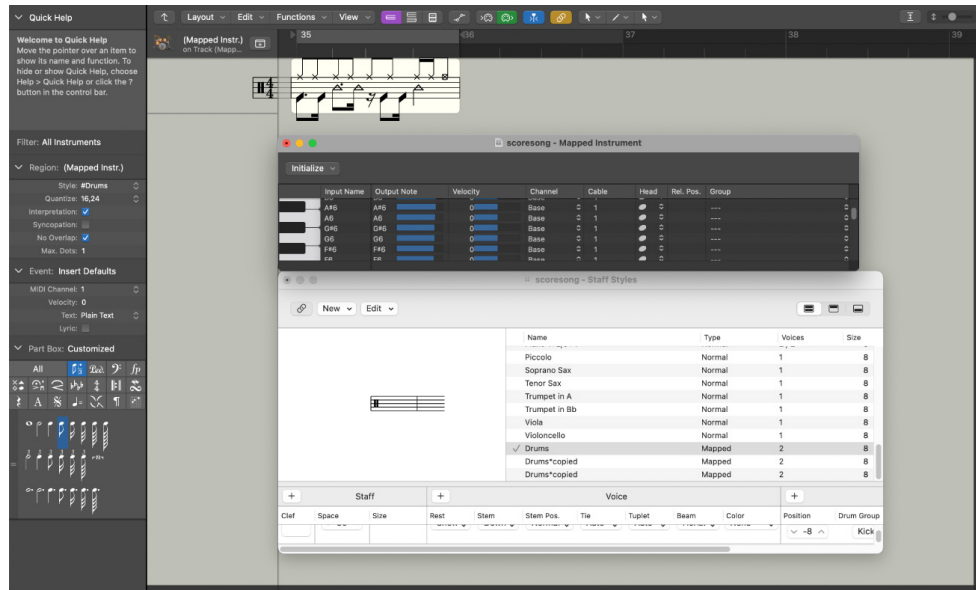 Quick Help
Layout Edit Functions View
Welcome to Quick Help
Move the pointer over an item to
show its name and function. To
hide or show Quick Help, choose
Help > Quick Help or click the ?
button in the control bar.
(Mapped Instr.)
on Track (Mapp...
35 36 37 38 39
Filter: All Instruments
Region: (Mapped Instr.)
Style: #Drums
Quantize: 16,24
Interpretation:
Syncopation:
No Overlap:
Max. Dots: 1
Event: Insert Defaults
MIDI Channel: 1
Velocity: 0
Text: Plain Text
Lyric:
Part Box: Customized
All
scoresong - Mapped Instrument
Initialize
Input Name Output Note Velocity Channel Cable Head Rel. Pos. Group
A#6 A#6 0 Base 1 ---
A6 A6 0 Base 1 ---
G#6 G#6 0 Base 1 ---
G6 G6 0 Base 1 ---
F#6 F#6 0 Base 1 ---
F6 F6 0 Base 1 ---
scoresong - Staff Styles
New Edit
Name Type Voices Size
Piccolo Normal 1 8
Soprano Sax Normal 1 8
Tenor Sax Normal 1 8
Trumpet in A Normal 1 8
Trumpet in Bb Normal 1 8
Viola Normal 1 8
Violoncello Normal 1 8
Drums Mapped 2 8
Drums*copied Mapped 2 8
Drums*copied Mapped 2 8
+ Staff + Voice +
Clef Space Size Rest Stem Stem Pos. Tie Tuplet Beam Color Position Drum Group
-8 Kick